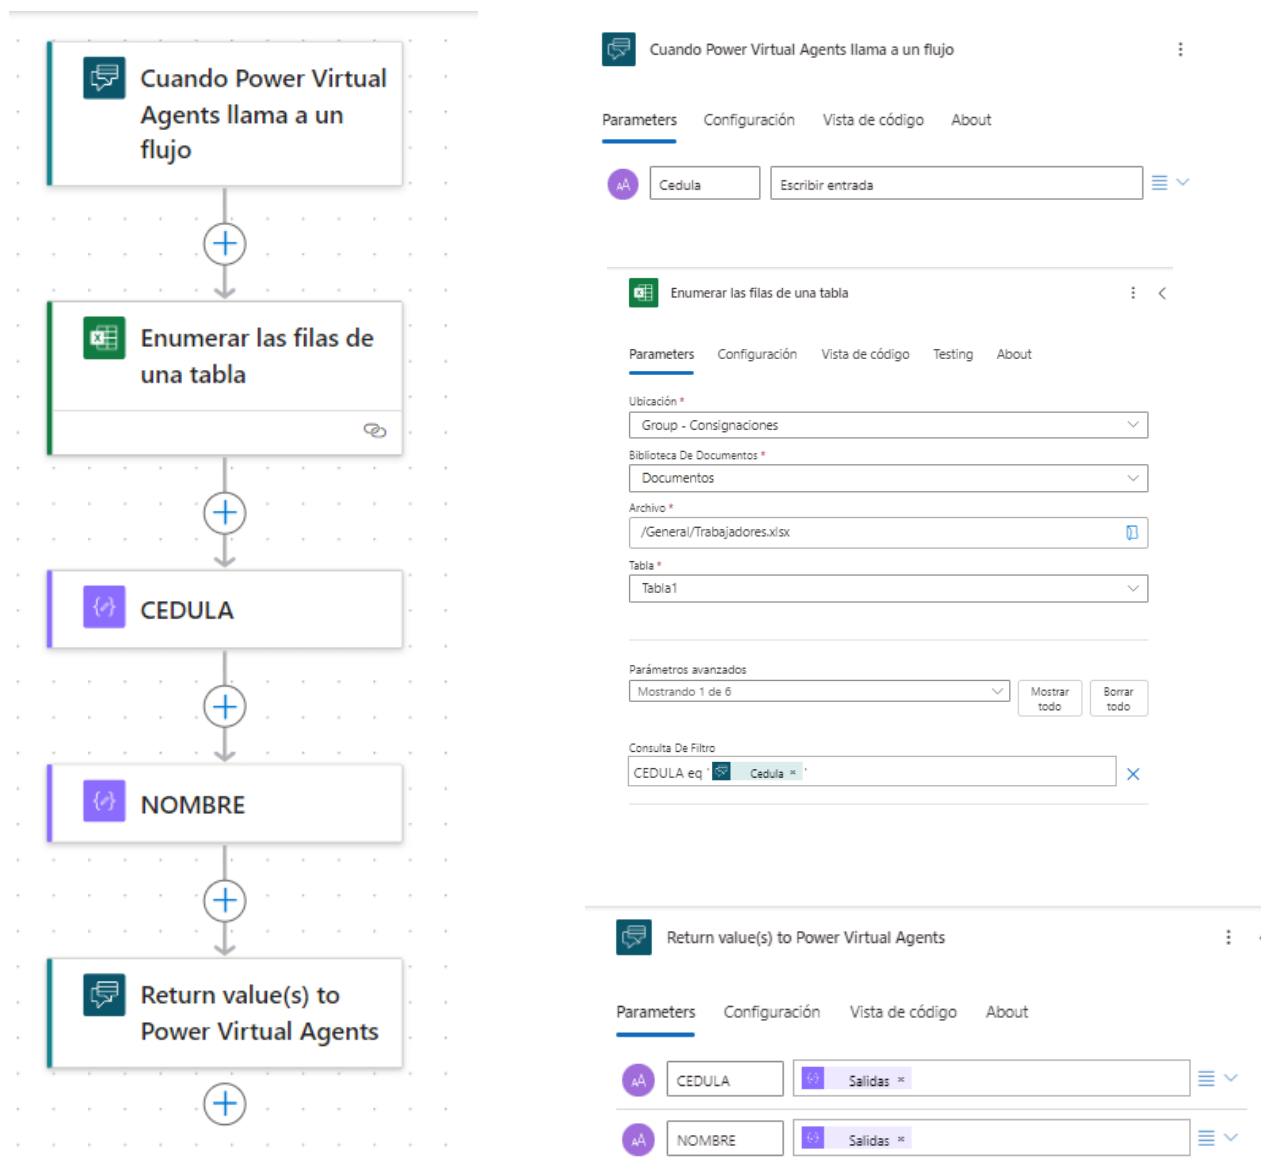 Cuando Power Virtual
Agents llama a un
flujo
Enumerar las filas de
una tabla
CEDULA
NOMBRE
Return value(s) to
Power Virtual Agents
Cuando Power Virtual Agents llama a un flujo
Parameters Configuración Vista de código About
Cedula Escribir entrada
Enumerar las filas de una tabla
Parameters Configuración Vista de código Testing About
Ubicación *
Group - Consignaciones
Biblioteca De Documentos *
Documentos
Archivo *
/General/Trabajadores.xlsx
Tabla *
Tabla1
Parámetros avanzados
Mostrando 1 de 6
Mostrar
todo
Borrar
todo
Consulta De Filtro
CEDULA eq ' Cedula × '
Return value(s) to Power Virtual Agents
Parameters Configuración Vista de código About
CEDULA Salidas ×
NOMBRE Salidas ×